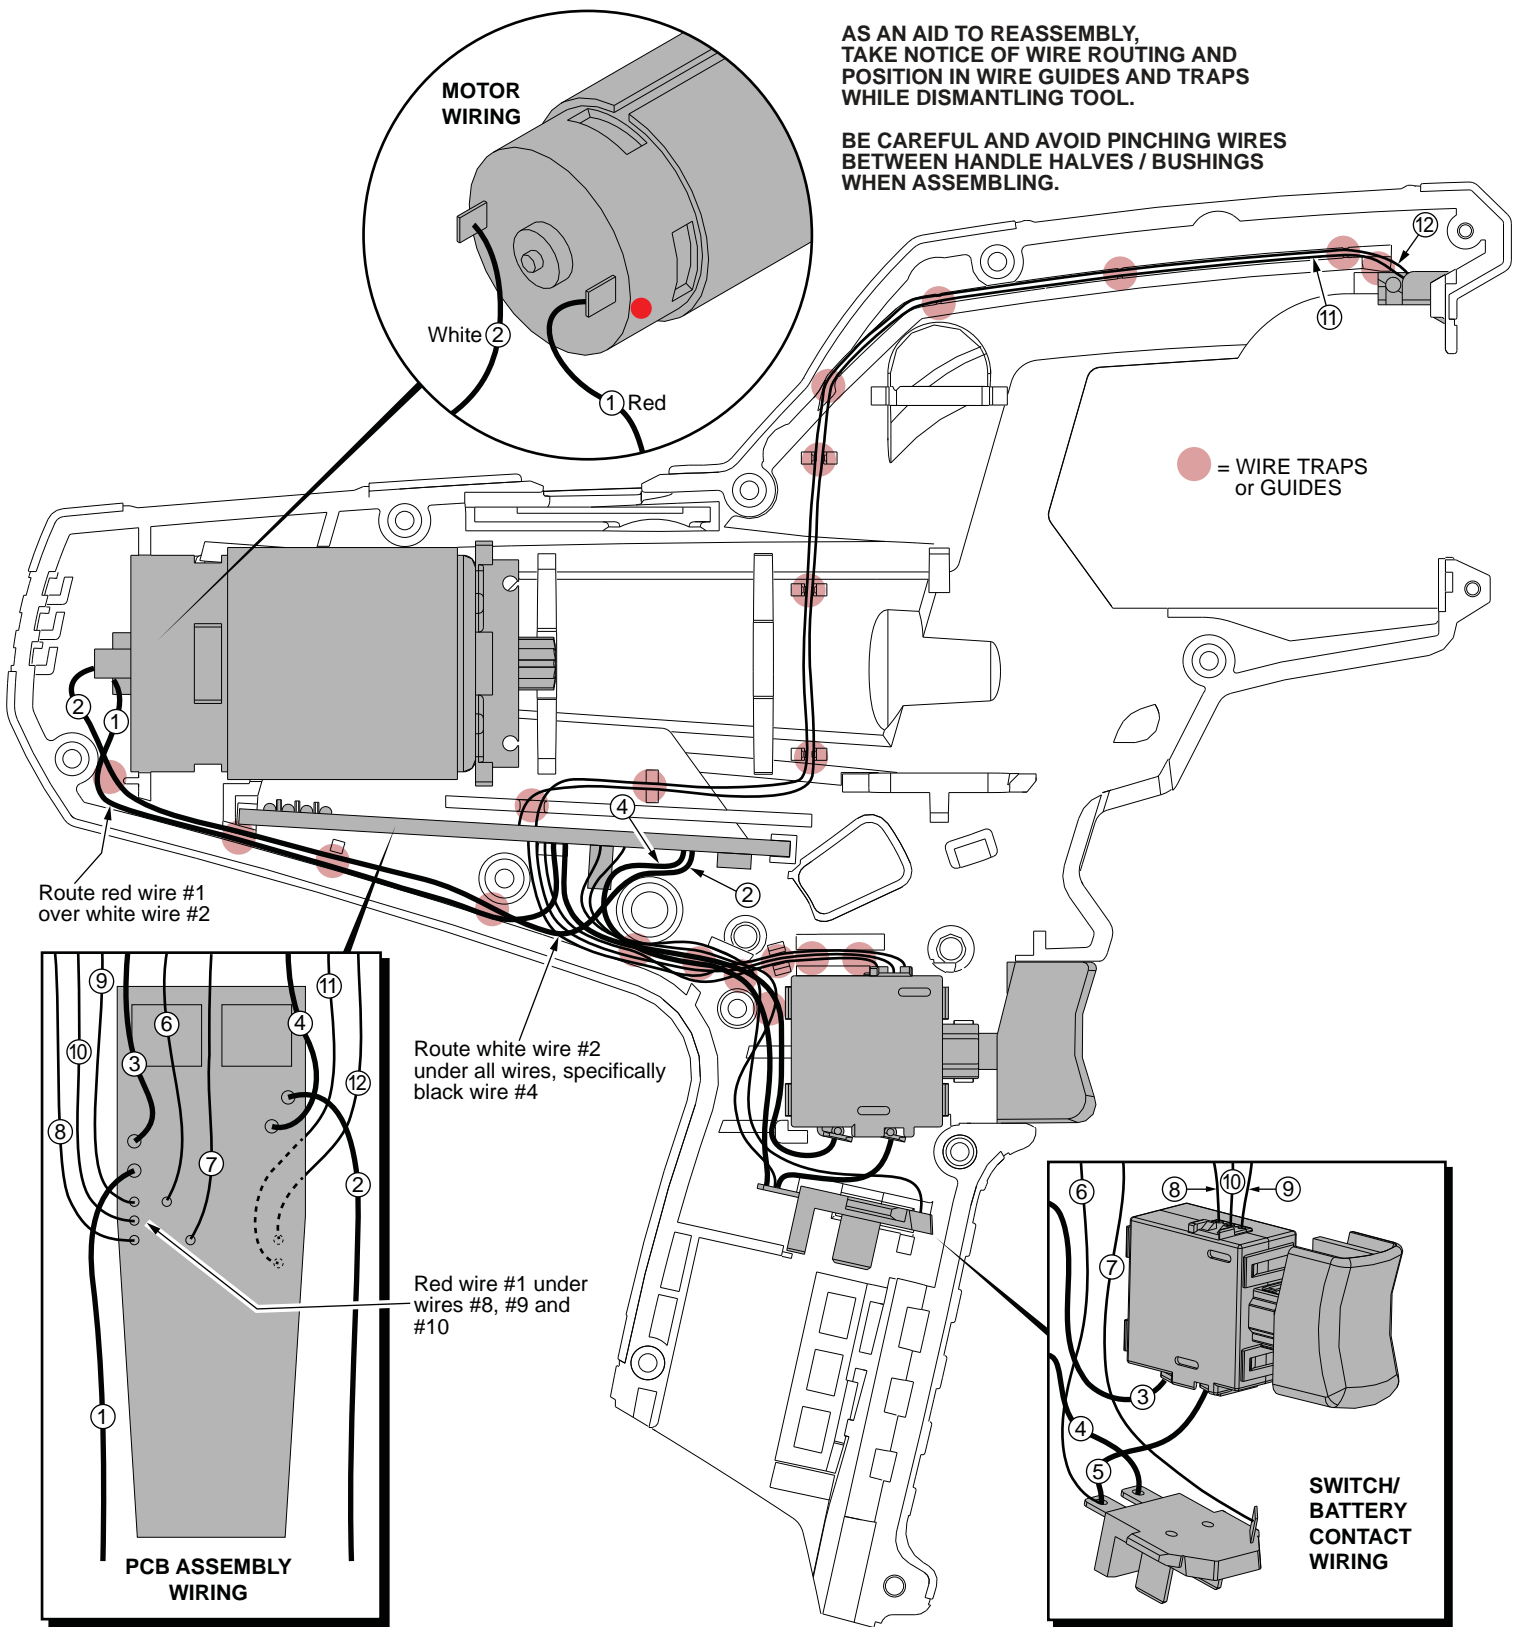 AS AN AID TO REASSEMBLY,
TAKE NOTICE OF WIRE ROUTING AND
POSITION IN WIRE GUIDES AND TRAPS
WHILE DISMANTLING TOOL.
BE CAREFUL AND AVOID PINCHING WIRES
BETWEEN HANDLE HALVES / BUSHINGS
WHEN ASSEMBLING.
MOTOR
WIRING
White 2
1 Red
12
11
= WIRE TRAPS
or GUIDES
2
1
4
2
Route red wire #1
over white wire #2
Route white wire #2
under all wires, specifically
black wire #4
9
11
6
4
10
3
12
8
7
2
Red wire #1 under
wires #8, #9 and
#10
1
PCB ASSEMBLY
WIRING
6
8
10
9
7
3
4
5
SWITCH/
BATTERY
CONTACT
WIRING